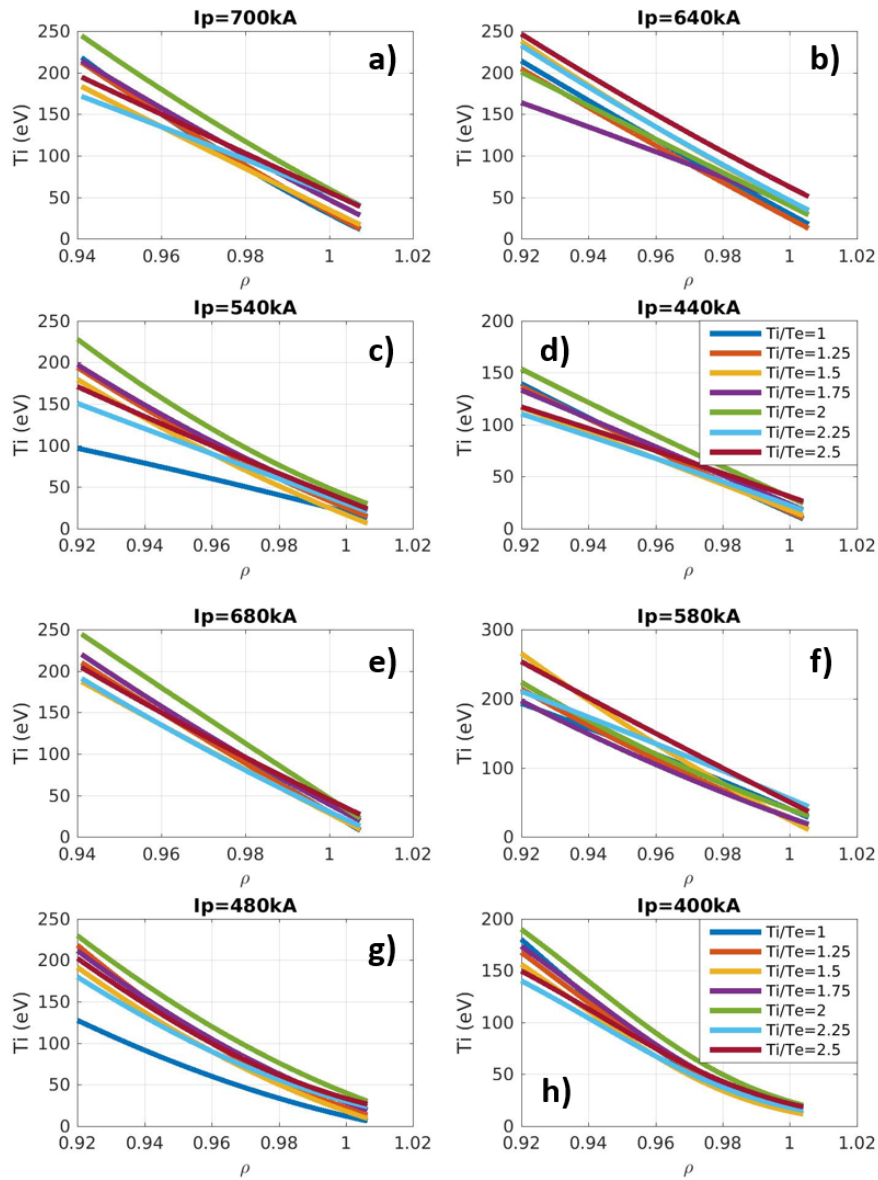 Ip=700kA
a)
250
200
150
100
50
0
Ti (eV)
0.94 0.96 0.98 1 1.02
ρ
Ip=640kA
b)
250
200
150
100
50
0
Ti (eV)
0.92 0.94 0.96 0.98 1 1.02
ρ
Ip=540kA
c)
250
200
150
100
50
0
Ti (eV)
0.92 0.94 0.96 0.98 1 1.02
ρ
Ip=440kA
d)
200
150
100
50
0
Ti (eV)
Ti/Te=1
Ti/Te=1.25
Ti/Te=1.5
Ti/Te=1.75
Ti/Te=2
Ti/Te=2.25
Ti/Te=2.5
0.92 0.94 0.96 0.98 1 1.02
ρ
Ip=680kA
e)
250
200
150
100
50
0
Ti (eV)
0.94 0.96 0.98 1 1.02
ρ
Ip=580kA
f)
300
200
100
0
Ti (eV)
0.92 0.94 0.96 0.98 1 1.02
ρ
Ip=480kA
g)
250
200
150
100
50
0
Ti (eV)
0.92 0.94 0.96 0.98 1 1.02
ρ
Ip=400kA
200
150
100
50
0
Ti (eV)
Ti/Te=1
Ti/Te=1.25
Ti/Te=1.5
Ti/Te=1.75
Ti/Te=2
Ti/Te=2.25
Ti/Te=2.5
h)
0.92 0.94 0.96 0.98 1 1.02
ρ